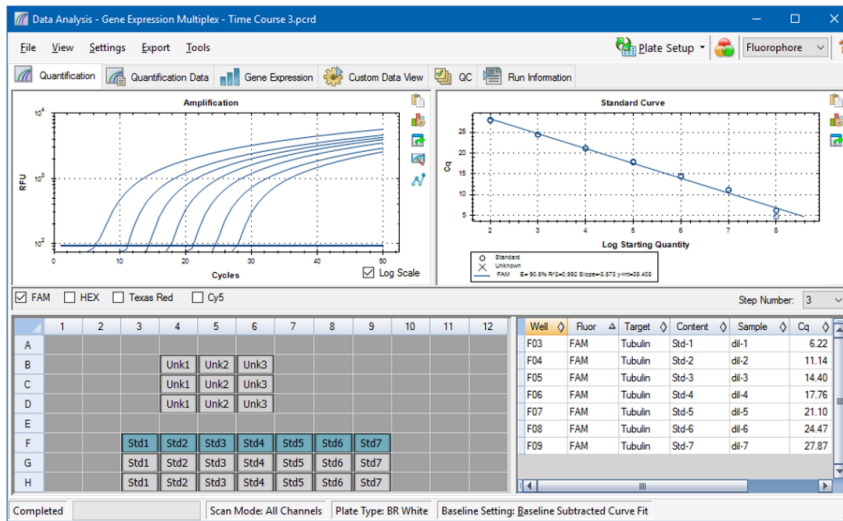 Data Analysis - Gene Expression Multiplex - Time Course 3.pcrd
File View Settings Export Tools
Plate Setup Fluorophore
Quantification Quantification Data Gene Expression Custom Data View QC Run Information
Amplification
10^4
10^3
10^2
RFU
0 10 20 30 40 50
Cycles
Log Scale
Standard Curve
25
20
15
10
5
Cq
2 3 4 5 6 7 8
Log Starting Quantity
Standard
Unknown
FAM E= 90.5% R^2=0.992 Slope=-3.573 y-int=35.408
FAM HEX Texas Red Cy5
Step Number: 3
1 2 3 4 5 6 7 8 9 10 11 12
A
B Unk1 Unk2 Unk3
C Unk1 Unk2 Unk3
D Unk1 Unk2 Unk3
E
F Std1 Std2 Std3 Std4 Std5 Std6 Std7
G Std1 Std2 Std3 Std4 Std5 Std6 Std7
H Std1 Std2 Std3 Std4 Std5 Std6 Std7
Well Fluor Target Content Sample Cq
F03 FAM Tubulin Std-1 dil-1 6.22
F04 FAM Tubulin Std-2 dil-2 11.14
F05 FAM Tubulin Std-3 dil-3 14.40
F06 FAM Tubulin Std-4 dil-4 17.76
F07 FAM Tubulin Std-5 dil-5 21.10
F08 FAM Tubulin Std-6 dil-6 24.47
F09 FAM Tubulin Std-7 dil-7 27.87
Completed Scan Mode: All Channels Plate Type: BR White Baseline Setting: Baseline Subtracted Curve Fit